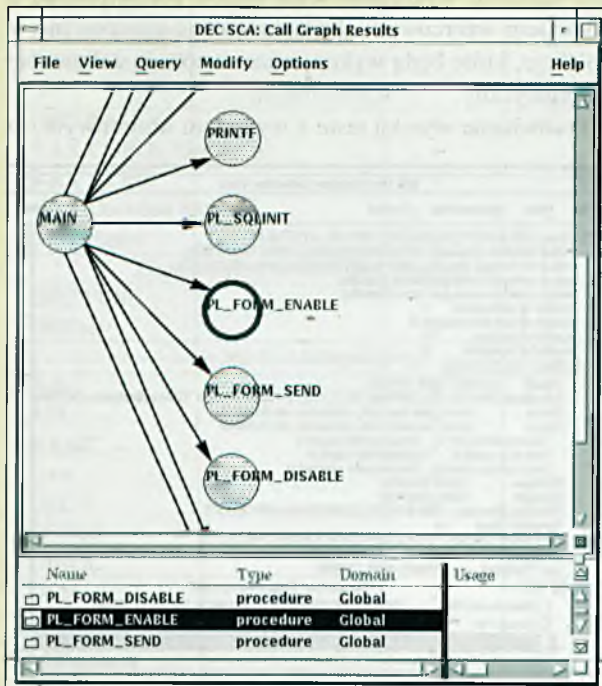 DEC SCA: Call Graph Results
File View Query Modify Options Help
PRINTF
MAIN
PL_SQLINIT
PL_FORM_ENABLE
PL_FORM_SEND
PL_FORM_DISABLE
Name Type Domain Usage
PL_FORM_DISABLE procedure Global
PL_FORM_ENABLE procedure Global
PL_FORM_SEND procedure Global